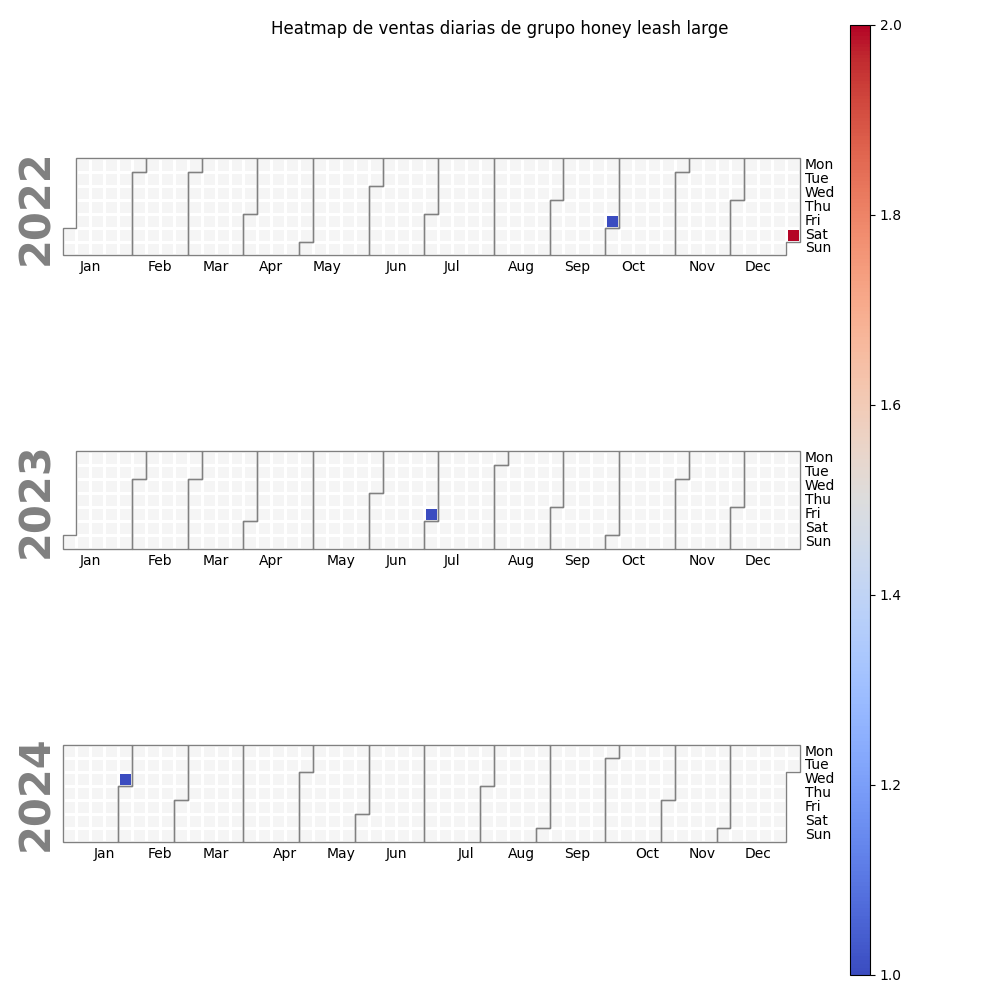 Heatmap de ventas diarias de grupo honey leash large
2022
Mon
Tue
Wed
Thu
Fri
Sat
Sun
Jan Feb Mar Apr May Jun Jul Aug Sep Oct Nov Dec
2023
Mon
Tue
Wed
Thu
Fri
Sat
Sun
Jan Feb Mar Apr May Jun Jul Aug Sep Oct Nov Dec
2024
Mon
Tue
Wed
Thu
Fri
Sat
Sun
Jan Feb Mar Apr May Jun Jul Aug Sep Oct Nov Dec
2.0
1.8
1.6
1.4
1.2
1.0